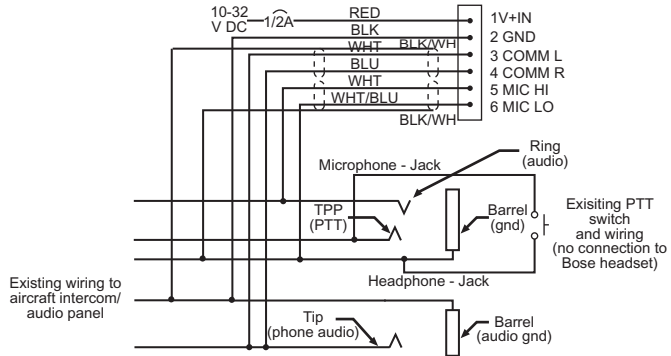 10-32
V DC
1/2A
RED
BLK
BLK/WH
WHT
BLU
WHT
WHT/BLU
BLK/WH
1V+IN
2 GND
3 COMM L
4 COMM R
5 MIC HI
6 MIC LO
Microphone - Jack
Ring
(audio)
TPP
(PTT)
Barrel
(gnd)
Exisiting PTT
switch
and wiring
(no connection to
Bose headset)
Headphone - Jack
Existing wiring to
aircraft intercom/
audio panel
Tip
(phone audio)
Barrel
(audio gnd)